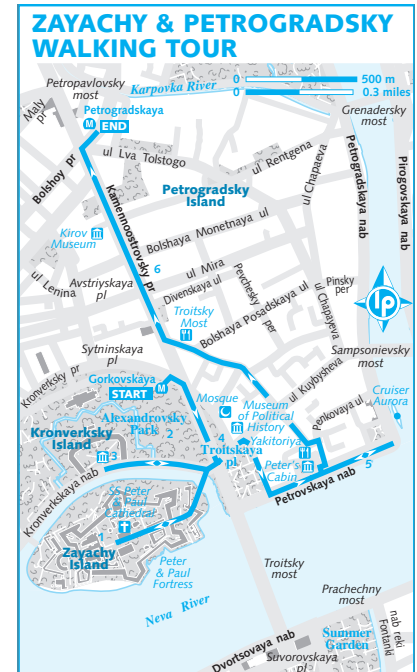 ZAYACHY & PETROGRADSKY
WALKING TOUR
Petropavlovsky
most
Karpovka River
0 500 m
0 0.3 miles
Maly
pr
Petrogradskaya
M END
Grenadersky
most
Bolshoy pr
ul Lva Tolstogo
ul Rentgena
ul Chapaeva
Petrogradskaya nab
Pirogovskaya nab
Petrogradsky
Island
Kamennoostrovsky pr
Kirov
Museum
Bolshaya Monetnaya ul
6
ul Mira
ul Lenina
Avstriyskaya
pl
Divenskaya ul
Pevchesky
per
Pinsky
per
lp
Troitsky
Most
Bolshaya Posadskaya ul
ul Chapaeva
Sytninskaya
pl
Sampsonievsky
most
Kronverksky pr
Gorkovskaya
START M
ul Kuybysheva
Cruiser
Aurora
Mosque
Museum
of Political
History
Penkovaya ul
Alexandrovsky
Park
2
Kronverksky
Island
4
Yakitoriya
3
Troitskaya
pl
Peter's
Cabin
5
Kronverkskaya nab
Petrovskaya nab
SS Peter
& Paul
Cathedral
1
Zayachy
Island
Peter
& Paul
Fortress
Troitsky
most
Neva River
Prachechny
most
Summer
Garden
nab reki
Fontanki
Dvortsovaya nab
Suvorovskaya
pl